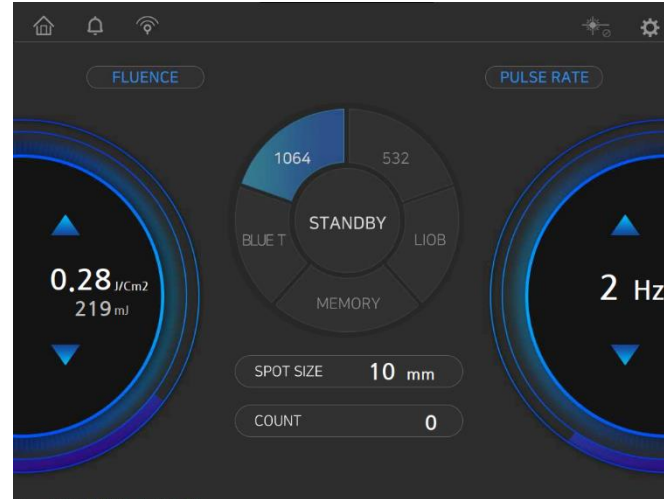 FLUENCE
PULSE RATE
1064
532
STANDBY
BLUE T
LIOB
MEMORY
0.28 J/Cm2
219 mJ
2 Hz
SPOT SIZE 10 mm
COUNT 0